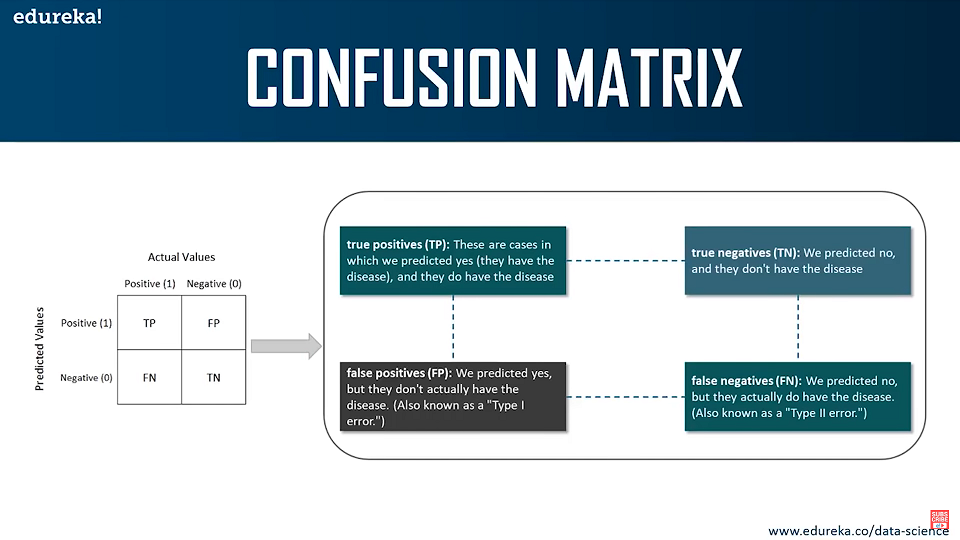 edureka!
CONFUSION MATRIX
Actual Values
Positive (1) Negative (0)
Predicted Values
Positive (1) TP FP
Negative (0) FN TN
true positives (TP): These are cases in
which we predicted yes (they have the
disease), and they do have the disease
true negatives (TN): We predicted no,
and they don't have the disease
false positives (FP): We predicted yes,
but they don't actually have the
disease. (Also known as a "Type I
error.")
false negatives (FN): We predicted no,
but they actually do have the disease.
(Also known as a "Type II error.")
SUBS
CRIBE
www.edureka.co/data-science